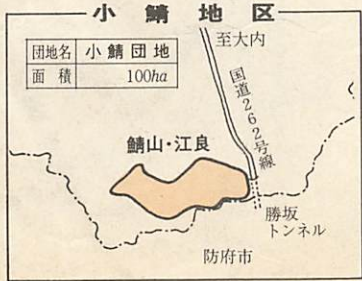 小鯖地区
至大内
団地名 小鯖団地
面積 100ha
国道262号線
鯖山・江良
勝坂
トンネル
防府市